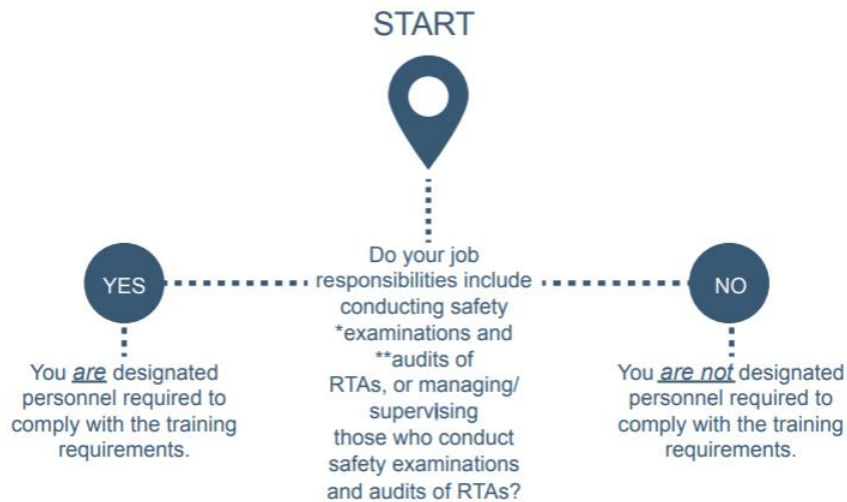 START
Do your job
responsibilities include
conducting safety
*examinations and
**audits of
RTAs, or managing/
supervising
those who conduct
safety examinations
and audits of RTAs?
YES
You are designated
personnel required to
comply with the training
requirements.
NO
You are not designated
personnel required to
comply with the training
requirements.